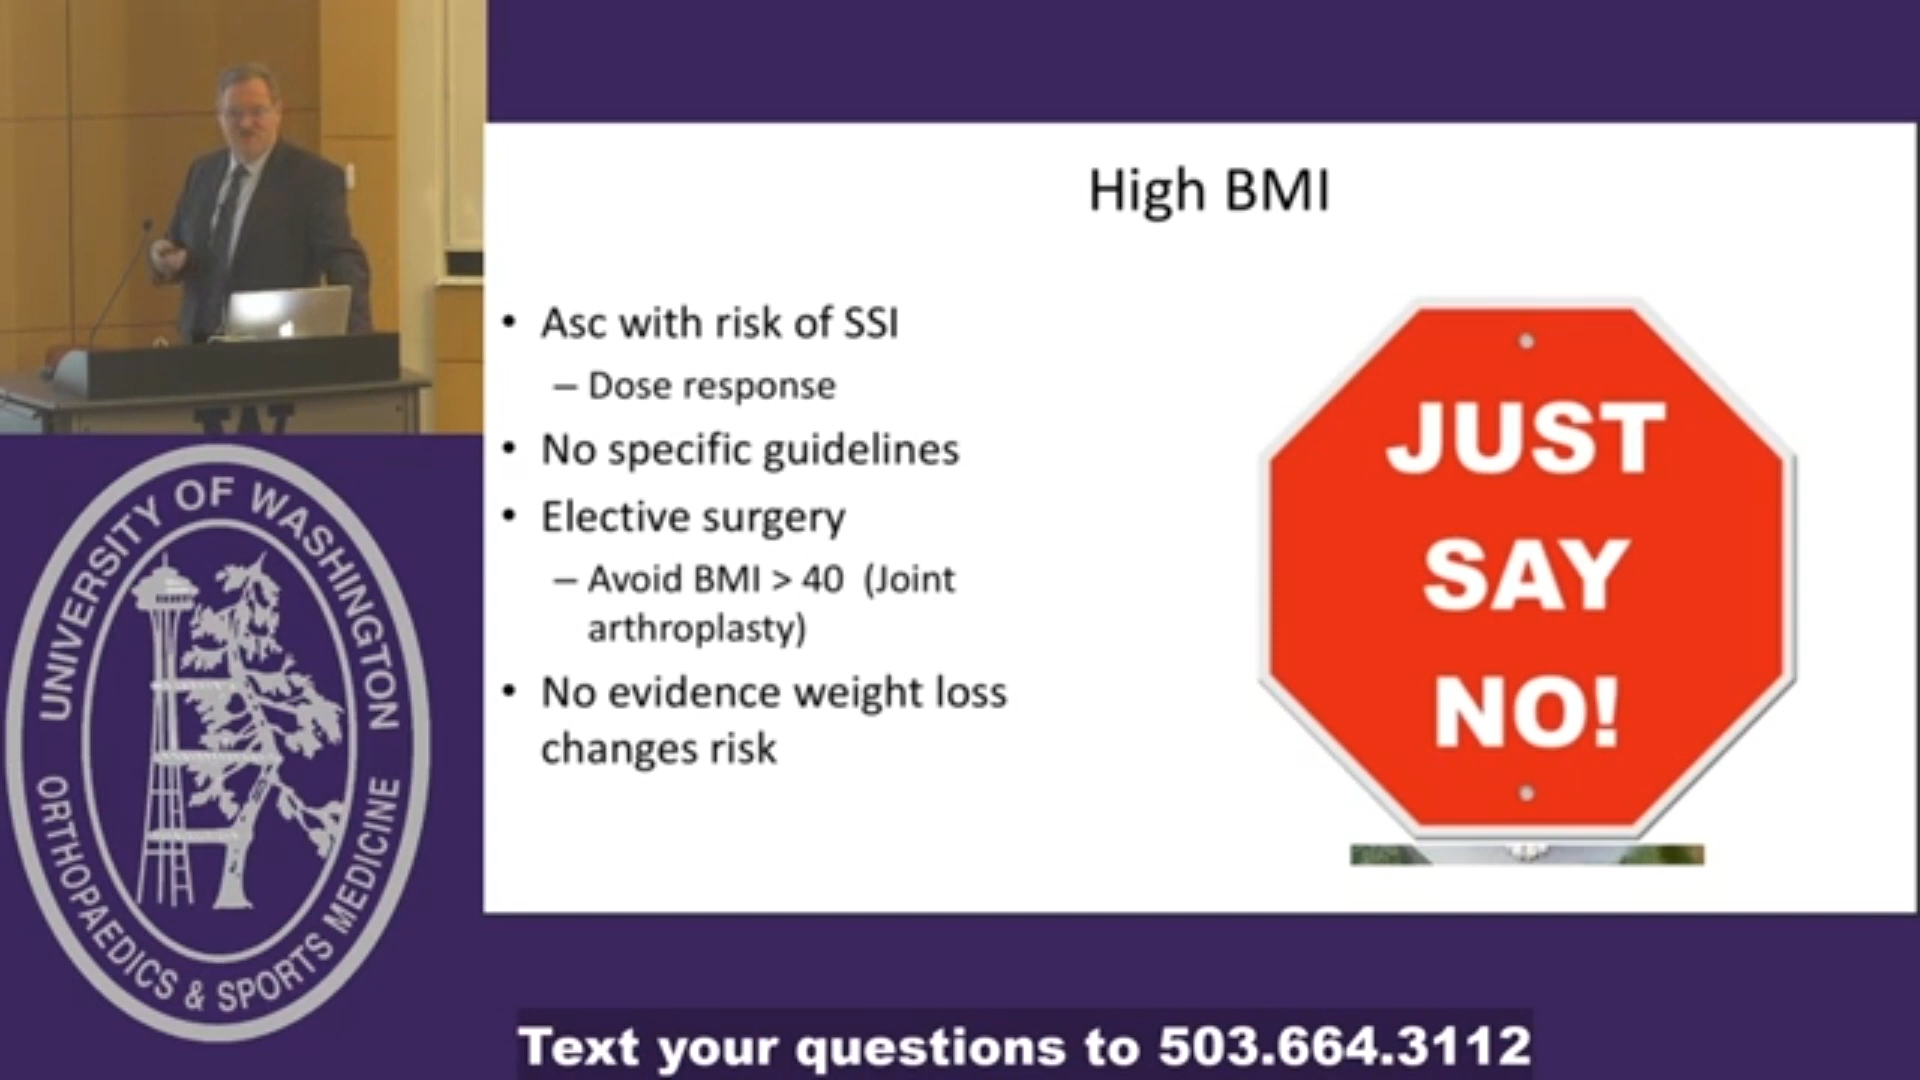 High BMI
• Asc with risk of SSI
– Dose response
• No specific guidelines
• Elective surgery
– Avoid BMI > 40 (Joint
arthroplasty)
• No evidence weight loss
changes risk
JUST
SAY
NO!
UNIVERSITY OF WASHINGTON
ORTHOPAEDICS & SPORTS MEDICINE
Text your questions to 503.664.3112